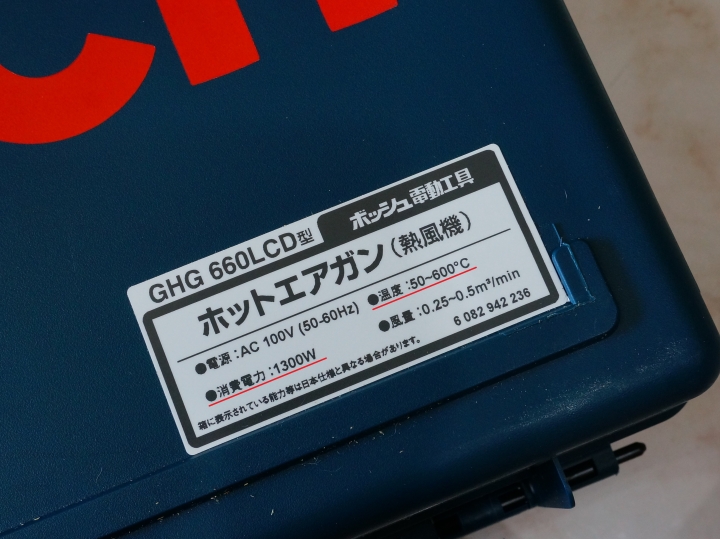 ボッシュ電動工具
GHG 660LCD型
ホットエアガン(熱風機)
●電源:AC 100V (50-60Hz) ●温度:50~600°C
●消費電力:1300W ●風量:0.25~0.5m³/min
6 082 942 236
箱に表示されている能力等は日本仕様と異なる場合があります。